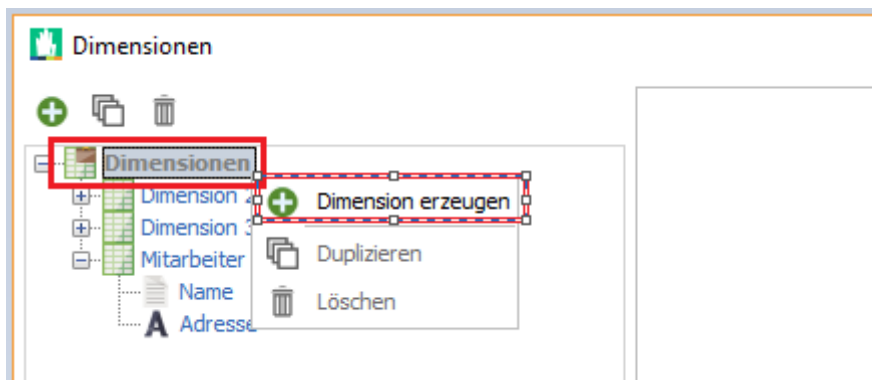 Dimensionen
Dimensionen
Dimension 2
Dimension erzeugen
Dimension 3
Mitarbeiter
Duplizieren
Name
Löschen
Adresse